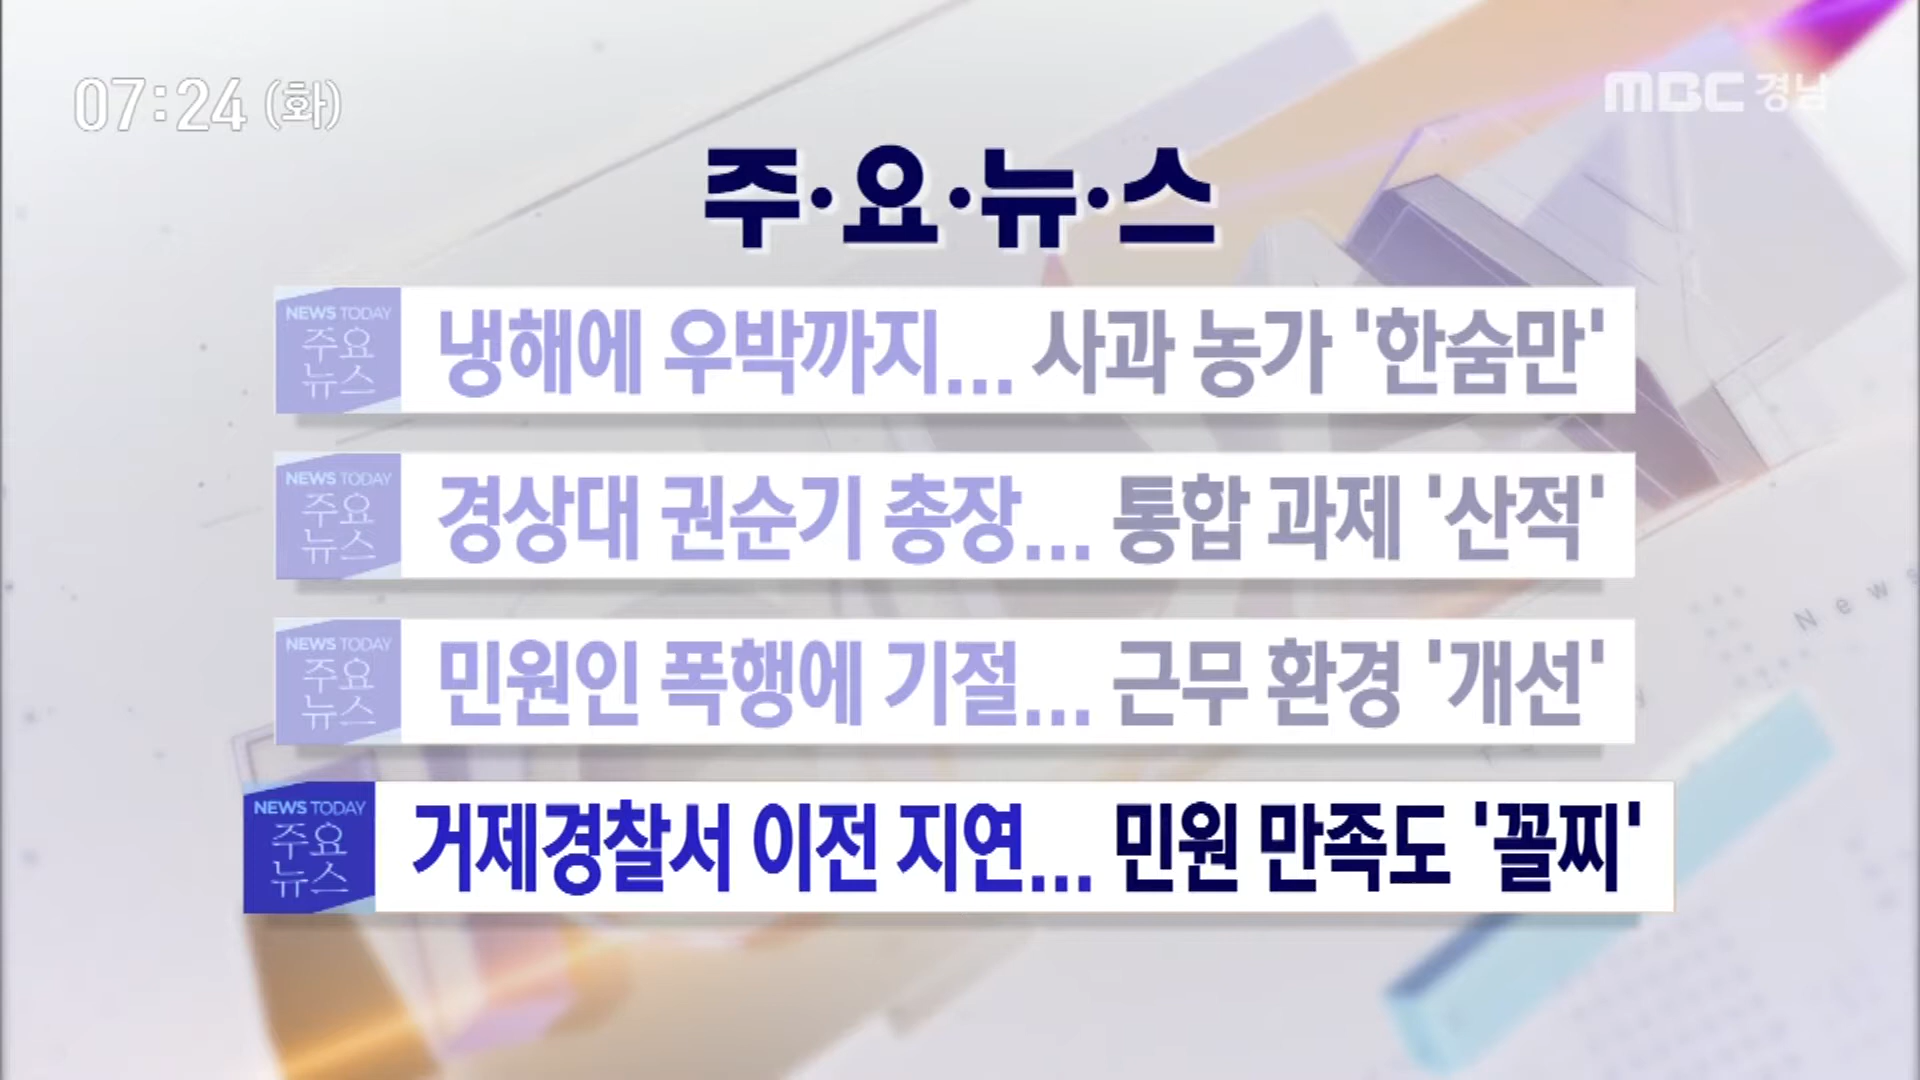 07:24 (화)
MBC 경남
주·요·뉴·스
NEWS TODAY
주요
뉴스
냉해에 우박까지... 사과 농가 '한숨만'
NEWS TODAY
주요
뉴스
경상대 권순기 총장... 통합 과제 '산적'
NEWS TODAY
주요
뉴스
민원인 폭행에 기절... 근무 환경 '개선'
NEWS TODAY
주요
뉴스
거제경찰서 이전 지연... 민원 만족도 '꼴찌'
News